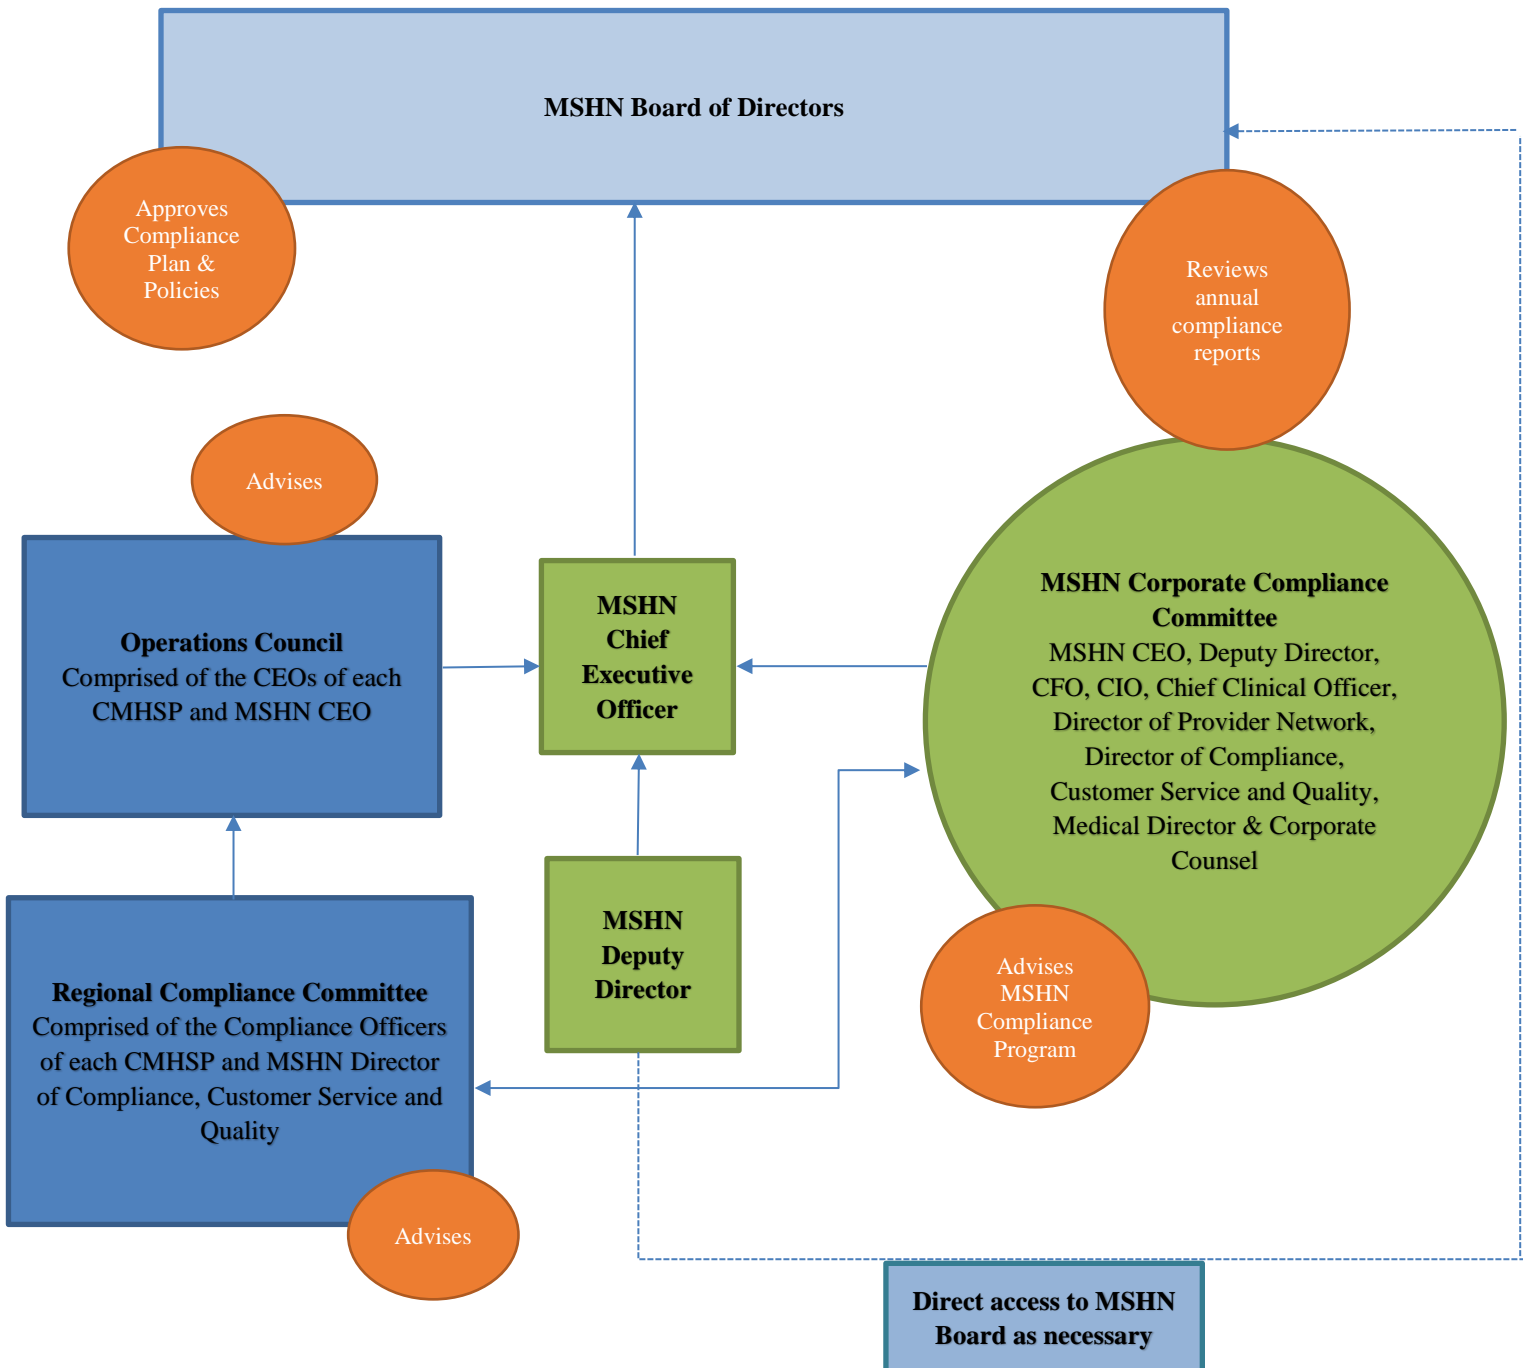 MSHN Board of Directors
Approves
Compliance
Plan &
Policies
Reviews
annual
compliance
reports
Advises
Operations Council
Comprised of the CEOs of each
CMHSP and MSHN CEO
MSHN
Chief
Executive
Officer
MSHN Corporate Compliance
Committee
MSHN CEO, Deputy Director,
CFO, CIO, Chief Clinical Officer,
Director of Provider Network,
Director of Compliance,
Customer Service and Quality,
Medical Director & Corporate
Counsel
MSHN
Deputy
Director
Regional Compliance Committee
Comprised of the Compliance Officers
of each CMHSP and MSHN Director
of Compliance, Customer Service and
Quality
Advises
MSHN
Compliance
Program
Advises
Direct access to MSHN
Board as necessary